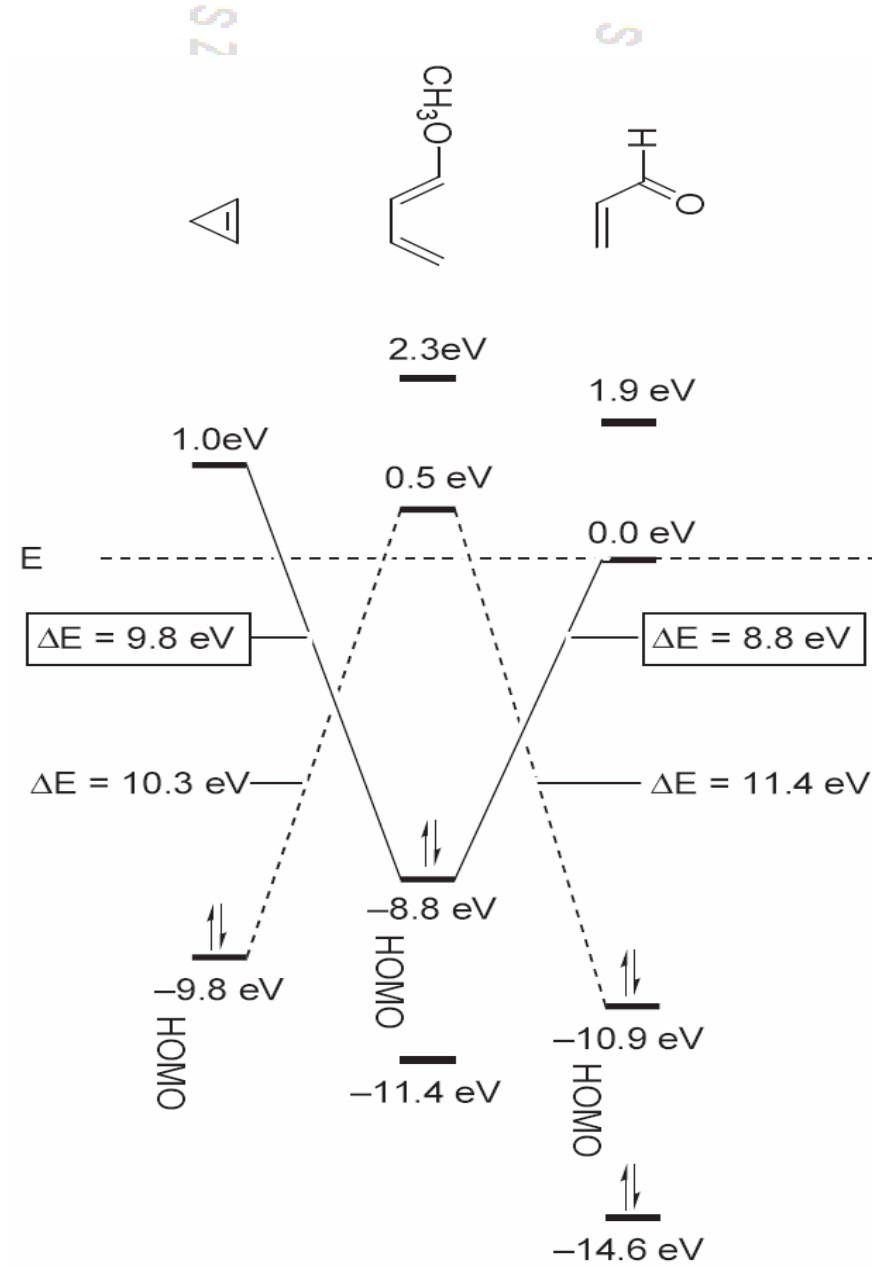 S 2
S
CH3O
H
O
2.3eV
1.9 eV
1.0eV
0.5 eV
0.0 eV
E
ΔE = 9.8 eV
ΔE = 8.8 eV
ΔE = 10.3 eV
ΔE = 11.4 eV
–8.8 eV
HOMO
–9.8 eV
HOMO
–10.9 eV
HOMO
–11.4 eV
–14.6 eV